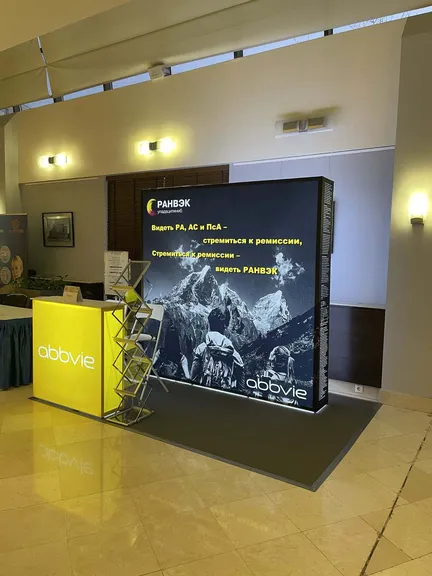 РАНВЭК
упадацитиниб
Видеть РА, АС и ПсА –
стремиться к ремиссии,
Стремиться к ремиссии –
видеть РАНВЭК
abbvie
abbvie